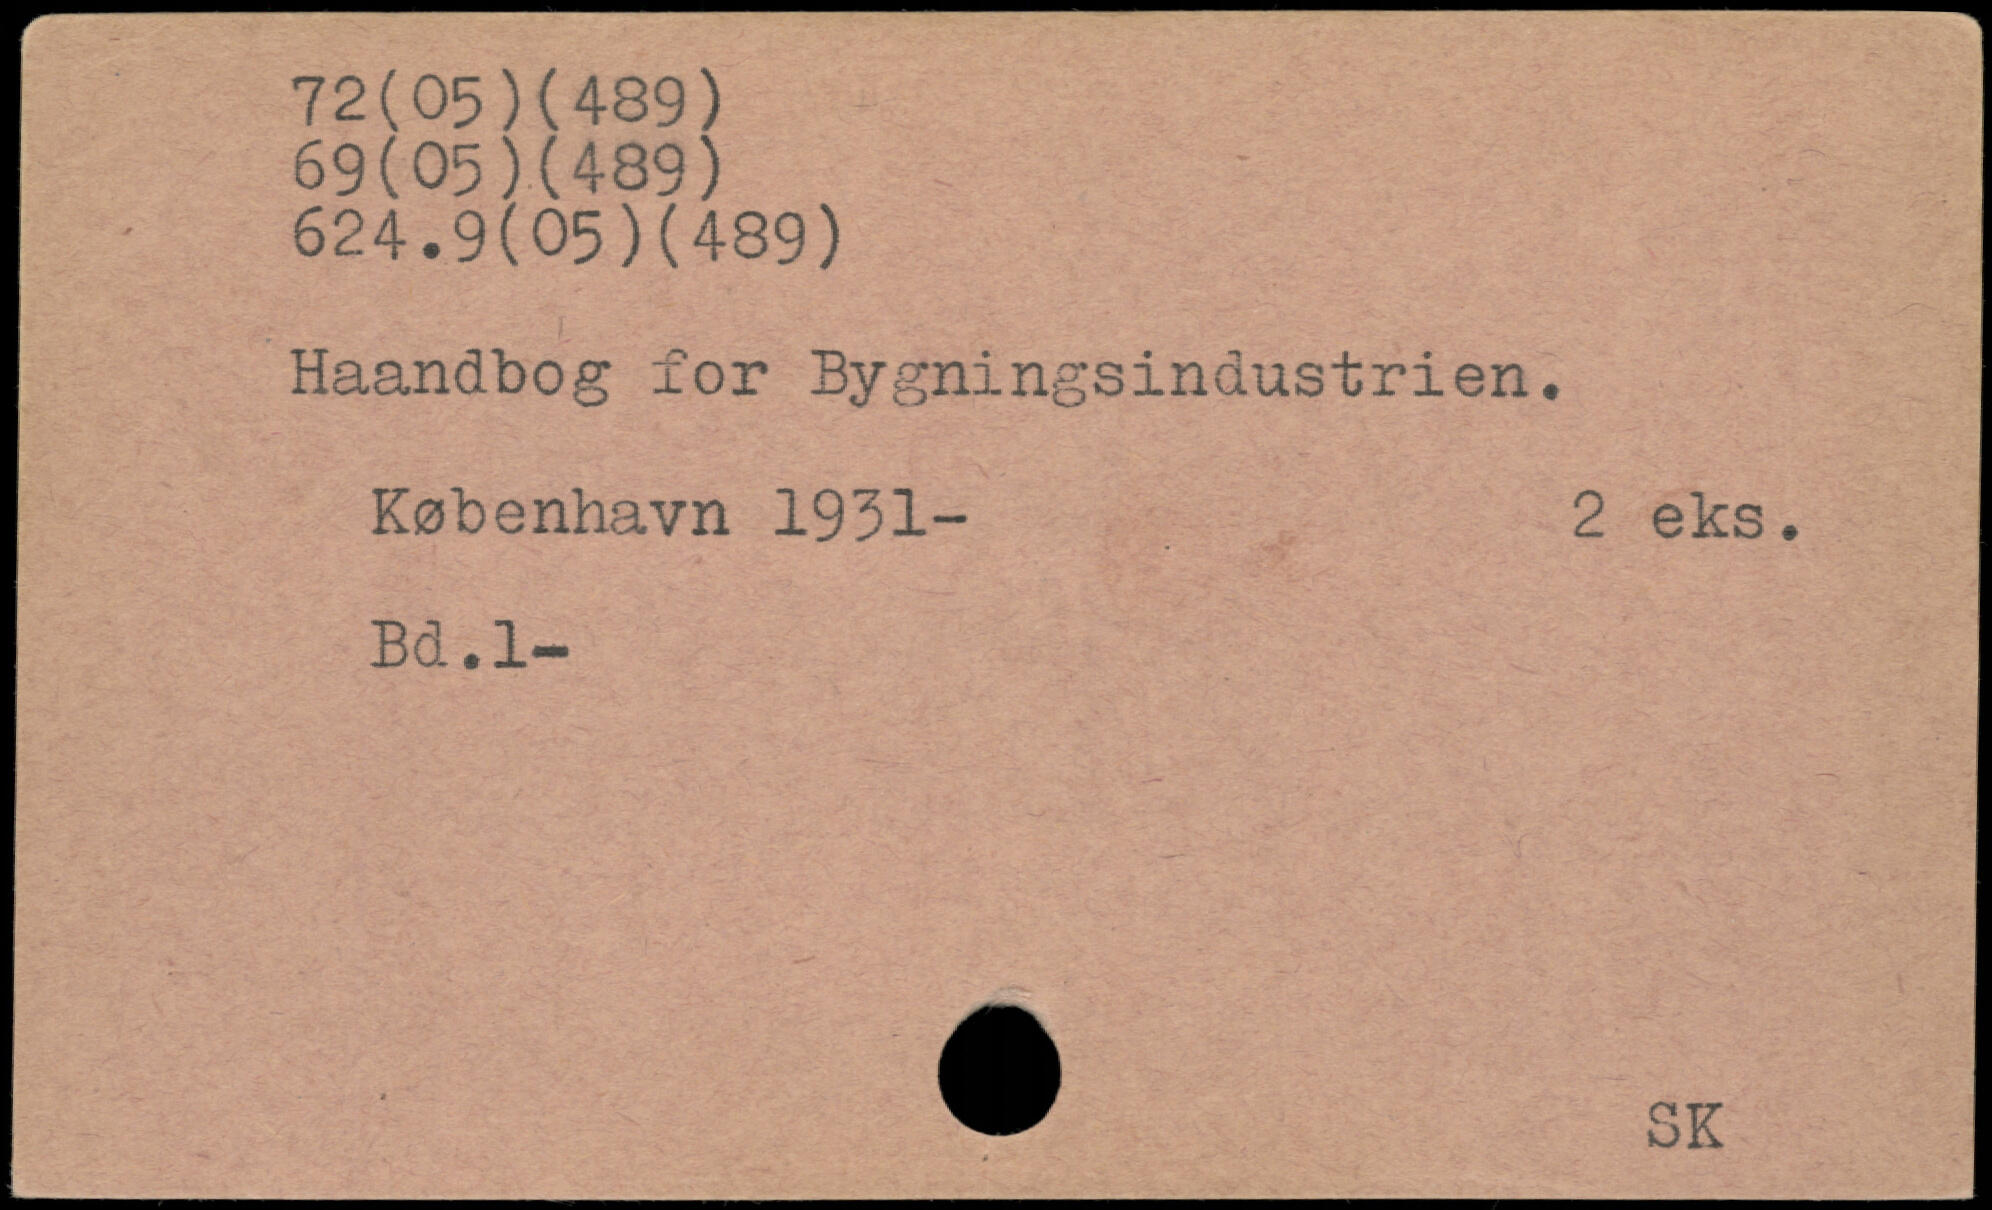 72(05)(489)
69(05)(489)
624.9(05)(489)
Haandbog for Bygningsindustrien.
København 1931- 2 eks.
Bd.1-
SK